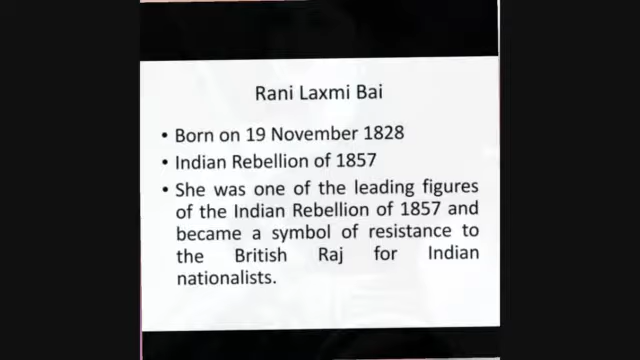 Rani Laxmi Bai
• Born on 19 November 1828
• Indian Rebellion of 1857
• She was one of the leading figures
of the Indian Rebellion of 1857 and
became a symbol of resistance to
the British Raj for Indian
nationalists.